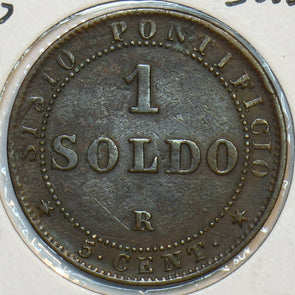 STATO PONTIFICIO
1
SOLDO
R
★ 5 · CENT · ★